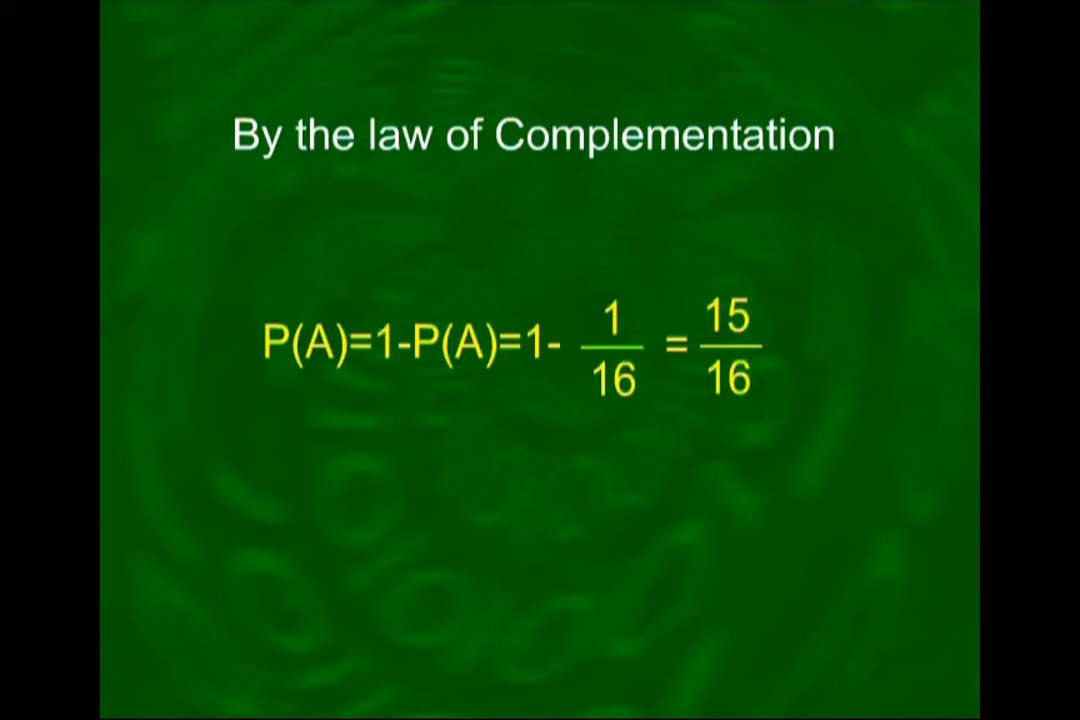 By the law of Complementation
P(A)=1-P(A)=1- 1/16 = 15/16